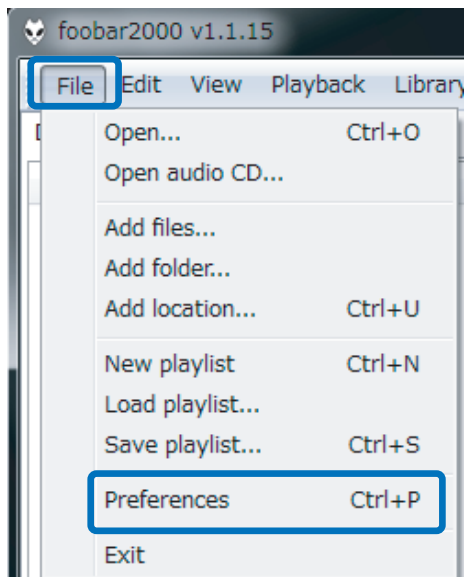 foobar2000 v1.1.15
File Edit View Playback Library
Open... Ctrl+O
Open audio CD...
Add files...
Add folder...
Add location... Ctrl+U
New playlist Ctrl+N
Load playlist...
Save playlist... Ctrl+S
Preferences Ctrl+P
Exit